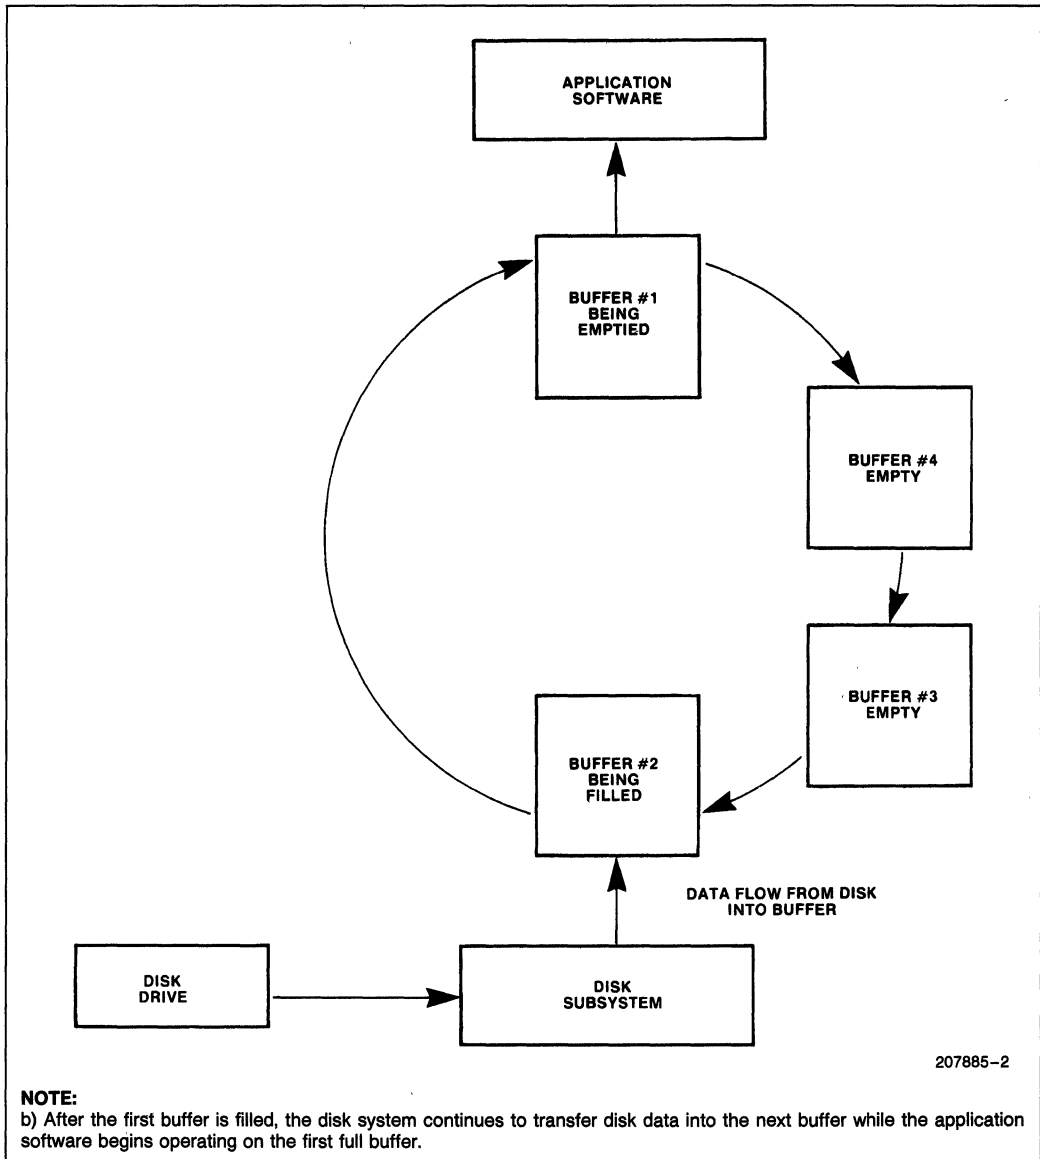 APPLICATION
SOFTWARE
BUFFER #1
BEING
EMPTIED
BUFFER #4
EMPTY
BUFFER #3
EMPTY
BUFFER #2
BEING
FILLED
DATA FLOW FROM DISK
INTO BUFFER
DISK
DRIVE
DISK
SUBSYSTEM
207885–2
NOTE:
b) After the first buffer is filled, the disk system continues to transfer disk data into the next buffer while the application
software begins operating on the first full buffer.